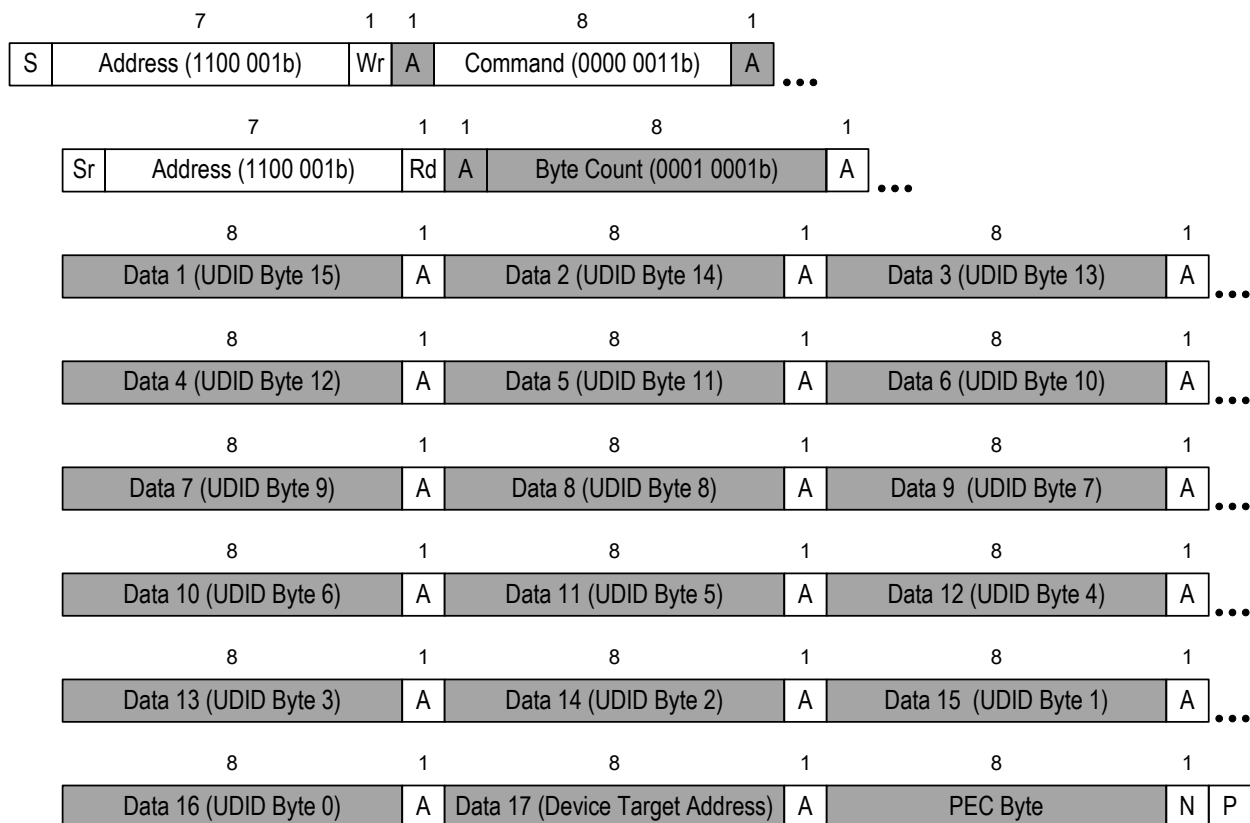 7 1 1 8 1
S Address (1100 001b) Wr A Command (0000 0011b) A ...
7 1 1 8 1
Sr Address (1100 001b) Rd A Byte Count (0001 0001b) A ...
8 1 8 1 8 1
Data 1 (UDID Byte 15) A Data 2 (UDID Byte 14) A Data 3 (UDID Byte 13) A ...
8 1 8 1 8 1
Data 4 (UDID Byte 12) A Data 5 (UDID Byte 11) A Data 6 (UDID Byte 10) A ...
8 1 8 1 8 1
Data 7 (UDID Byte 9) A Data 8 (UDID Byte 8) A Data 9 (UDID Byte 7) A ...
8 1 8 1 8 1
Data 10 (UDID Byte 6) A Data 11 (UDID Byte 5) A Data 12 (UDID Byte 4) A ...
8 1 8 1 8 1
Data 13 (UDID Byte 3) A Data 14 (UDID Byte 2) A Data 15 (UDID Byte 1) A ...
8 1 8 1 8 1
Data 16 (UDID Byte 0) A Data 17 (Device Target Address) A PEC Byte N P